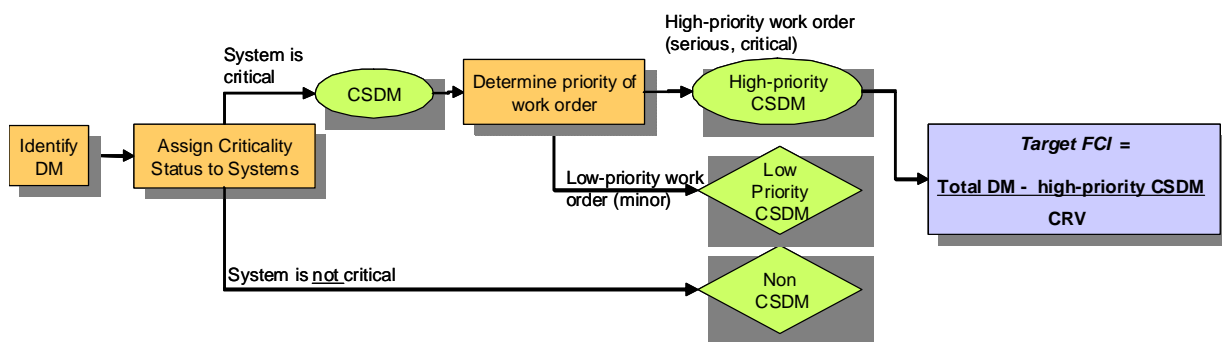 High-priority work order
(serious, critical)
System is
critical
CSDM
Determine priority of
work order
High-priority
CSDM
Identify
DM
Assign Criticality
Status to Systems
Target FCI =
Total DM - high-priority CSDM
CRV
Low-priority work
order (minor)
Low
Priority
CSDM
System is not critical
Non
CSDM